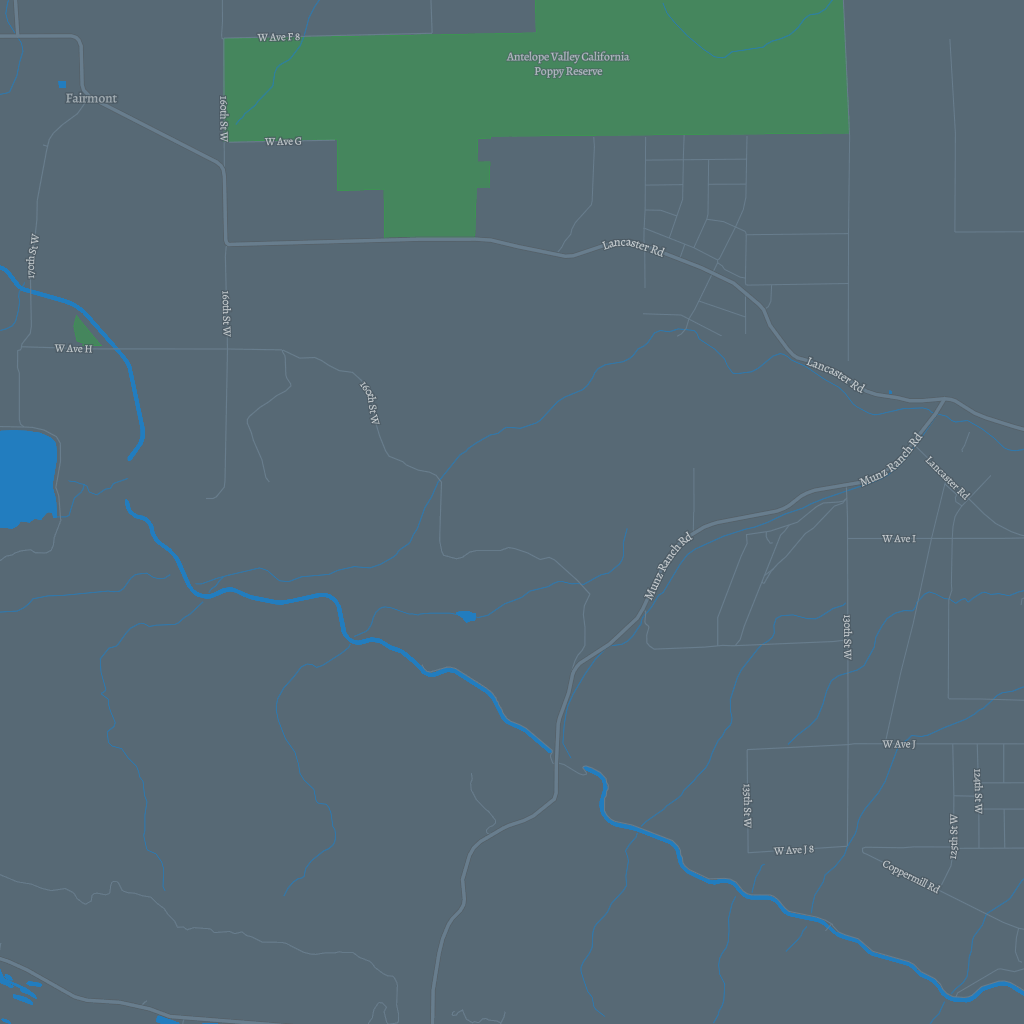 W Ave F 8
Antelope Valley California
Poppy Reserve
Fairmont
160th St W
W Ave G
170th St W
Lancaster Rd
160th St W
W Ave H
Lancaster Rd
160th St W
Munz Ranch Rd
Lancaster Rd
W Ave I
Munz Ranch Rd
130th St W
W Ave J
124th St W
135th St W
125th St W
W Ave J 8
Coppermill Rd